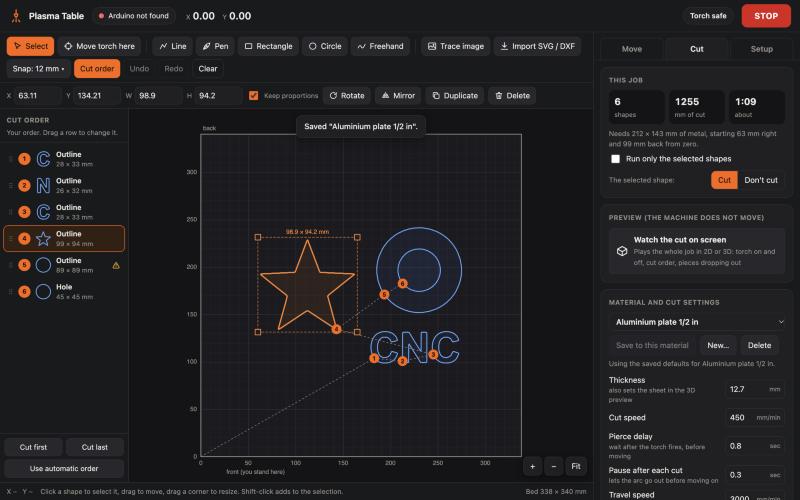 Plasma Table
Arduino not found
X 0.00 Y 0.00
Torch safe
STOP
Select
Move torch here
Line
Pen
Rectangle
Circle
Freehand
Trace image
Import SVG / DXF
Snap: 12 mm
Cut order
Undo
Redo
Clear
X 63.11 Y 134.21 W 98.9 H 94.2
Keep proportions
Rotate
Mirror
Duplicate
Delete
CUT ORDER
Your order. Drag a row to change it.
1 Outline
28 × 33 mm
2 Outline
26 × 32 mm
3 Outline
28 × 33 mm
4 Outline
99 × 94 mm
5 Outline
89 × 89 mm
6 Hole
45 × 45 mm
Cut first
Cut last
Use automatic order
Saved "Aluminium plate 1/2 in".
back
300
250
200
150
100
50
0
50
100
150
200
250
300
front (you stand here)
98.9 × 94.2 mm
6
5
4
1
2
3
CNC
+
−
Fit
Move
Cut
Setup
THIS JOB
6
shapes
1255
mm of cut
1:09
about
Needs 212 × 143 mm of metal, starting 63 mm right
and 99 mm back from zero.
Run only the selected shapes
The selected shape:
Cut
Don't cut
PREVIEW (THE MACHINE DOES NOT MOVE)
Watch the cut on screen
Plays the whole job in 2D or 3D: torch on and
off, cut order, pieces dropping out
MATERIAL AND CUT SETTINGS
Aluminium plate 1/2 in
Save to this material
New...
Delete
Using the saved defaults for Aluminium plate 1/2 in.
Thickness
also sets the sheet in the 3D
preview
12.7 mm
Cut speed
450 mm/min
Pierce delay
wait after the torch fires, before
moving
0.8 sec
Pause after each cut
lets the arc go out before moving on
0.3 sec
Travel speed
3000 mm/min
X – Y –
Click a shape to select it, drag to move, drag a corner to resize. Shift-click adds to the selection.
Bed 338 × 340 mm